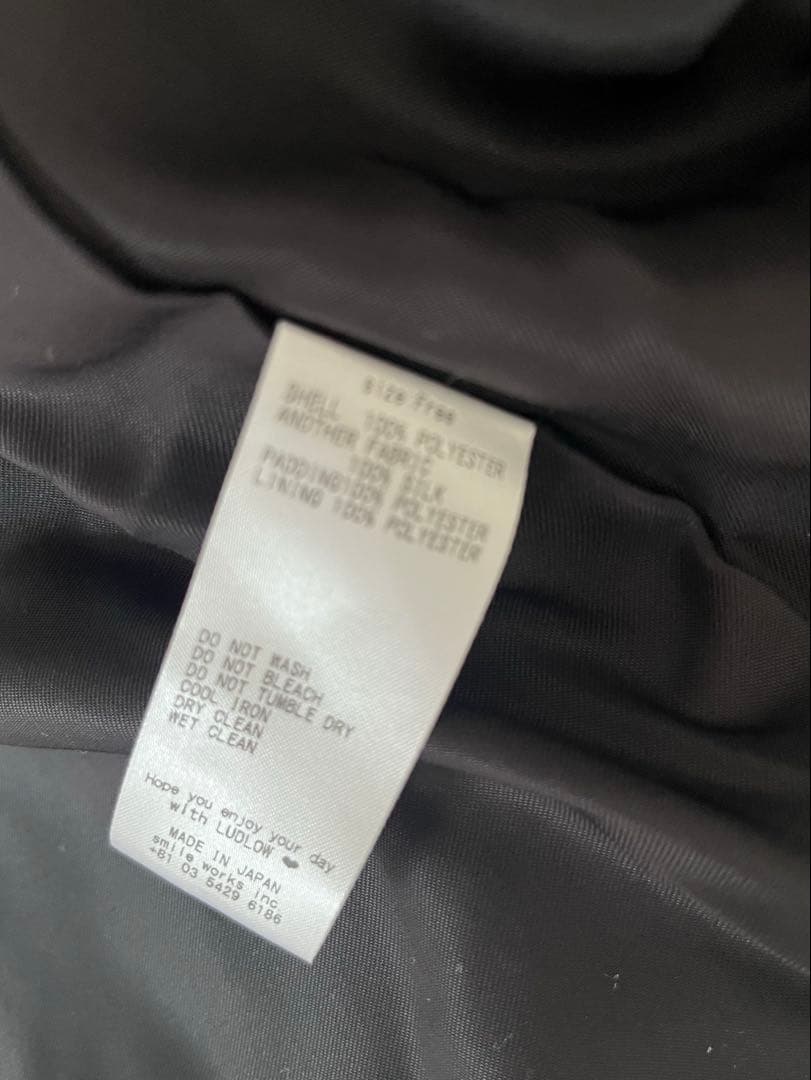 size free
SHELL 100% POLYESTER
ANOTHER FABRIC
100% SILK
PADDING100% POLYESTER
LINING 100% POLYESTER
DO NOT WASH
DO NOT BLEACH
DO NOT TUMBLE DRY
COOL IRON
DRY CLEAN
WET CLEAN
Hope you enjoy your day
with LUDLOW ❤
MADE IN JAPAN
smile works inc
+81 03 5429 6186